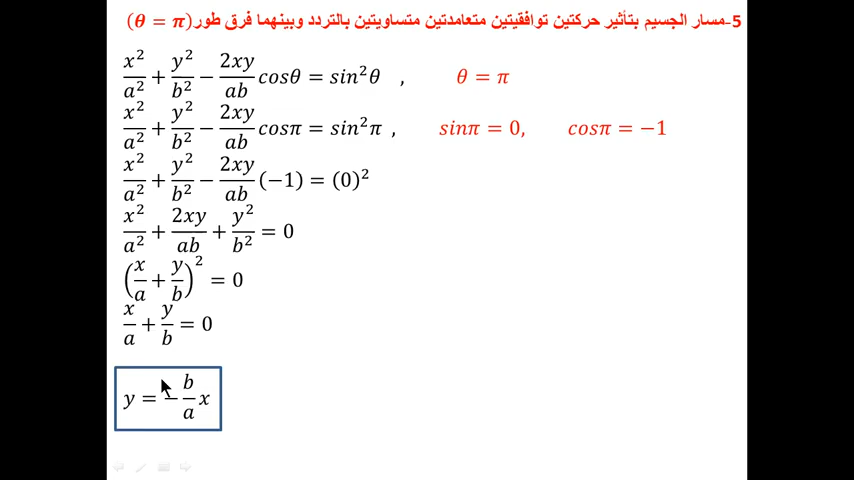 5-مسار الجسيم بتأثير حركتين توافقيتين متعامدتين متساويتين بالتردد وبينهما فرق طور(θ = π)
x²/a² + y²/b² − 2xy/ab cosθ = sin²θ , θ = π
x²/a² + y²/b² − 2xy/ab cosπ = sin²π , sinπ = 0, cosπ = −1
x²/a² + y²/b² − 2xy/ab (−1) = (0)²
x²/a² + 2xy/ab + y²/b² = 0
(x/a + y/b)² = 0
x/a + y/b = 0
y = − b/a x